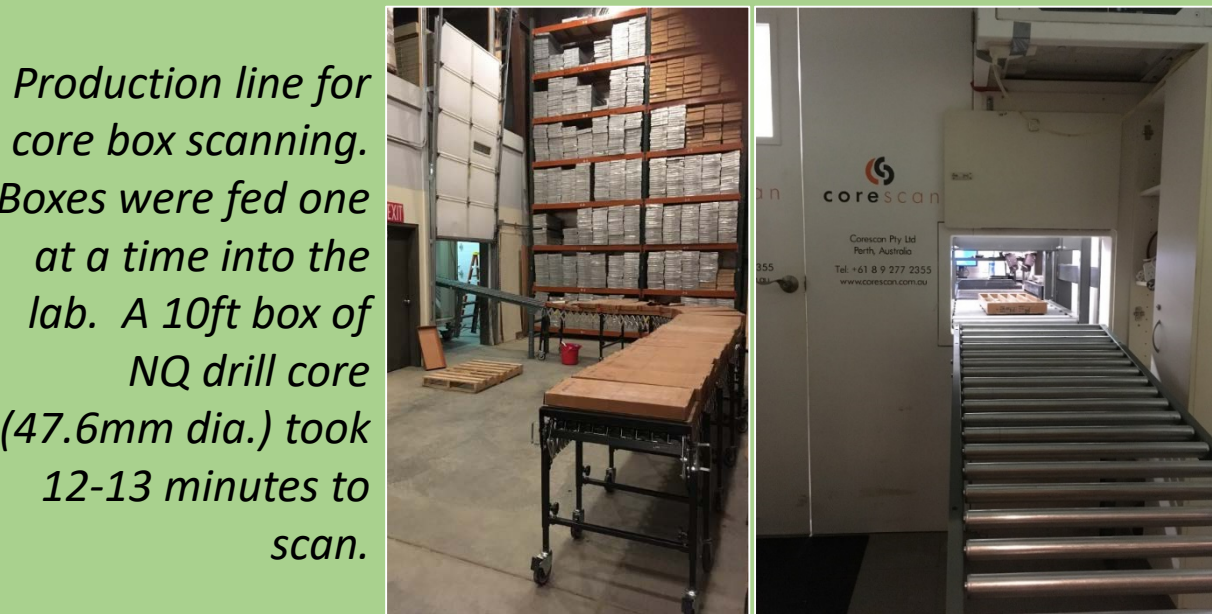 Production line for
core box scanning.
Boxes were fed one
at a time into the
lab.  A 10ft box of
NQ drill core
(47.6mm dia.) took
12-13 minutes to
scan.
EXIT
an
355
corescan
Corescan Pty Ltd
Perth, Australia
Tel: +61 8 9 277 2355
www.corescan.com.au